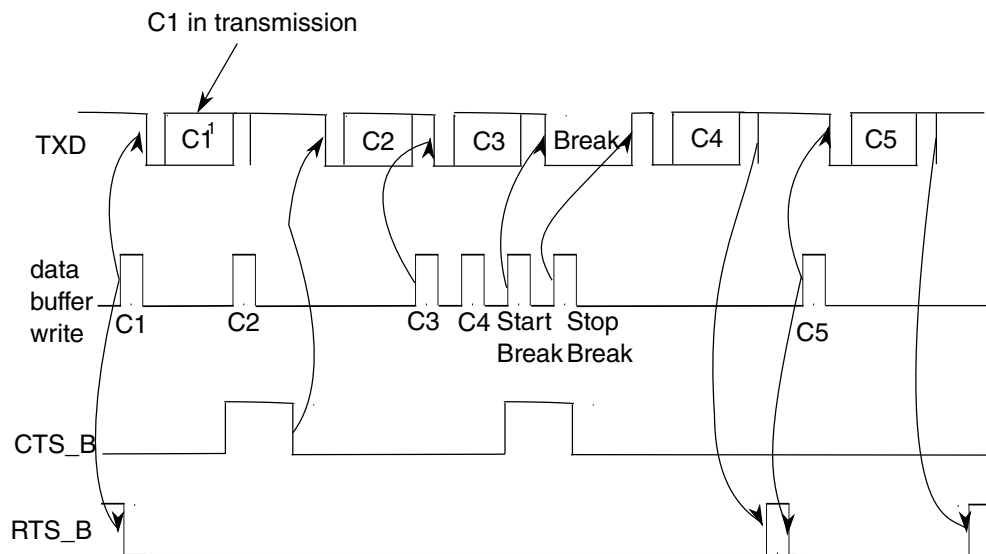 C1 in transmission
TXD
C1 1
C2
C3
Break
C4
C5
data
buffer
write
C1
C2
C3
C4
Start
Break
Stop
Break
C5
CTS_B
RTS_B